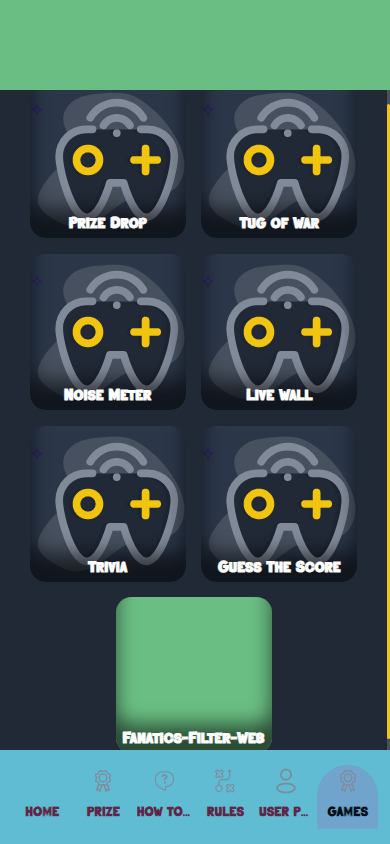 Prize Drop
Tug of War
Noise Meter
Live Wall
Trivia
Guess The Score
Fanatics-Filter-Web
HOME
PRIZE
HOW TO...
RULES
USER P...
GAMES